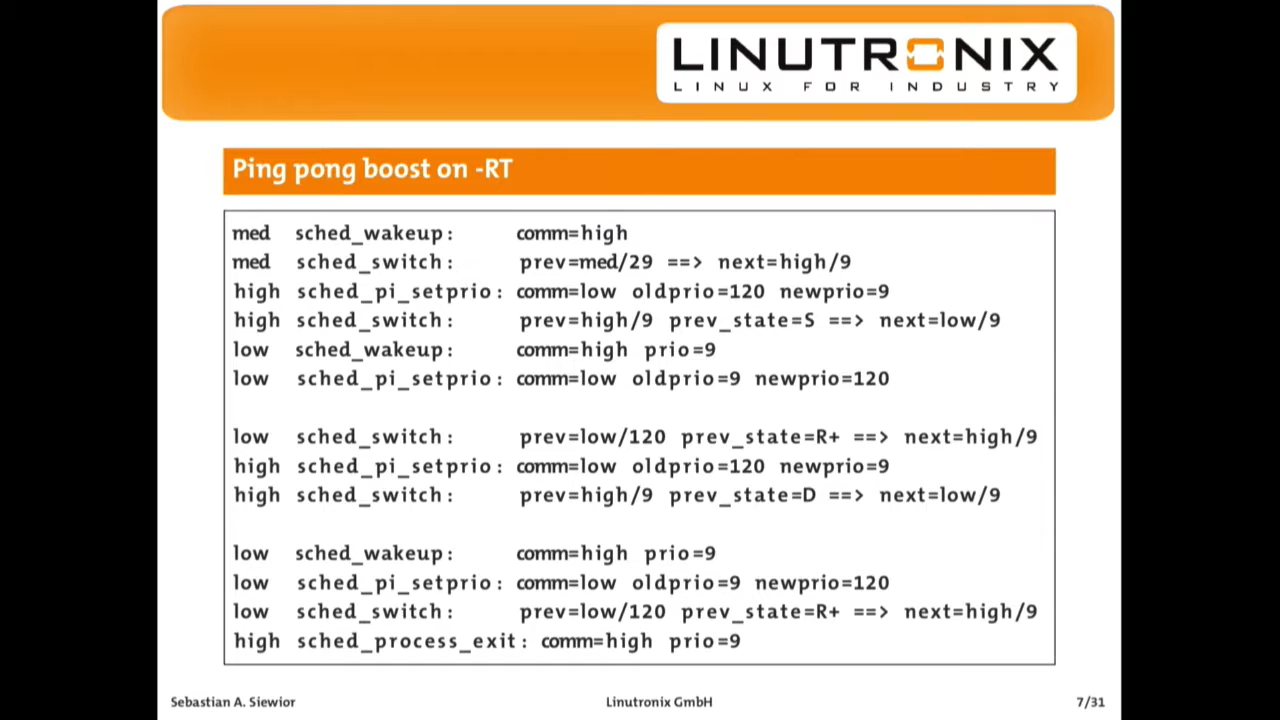 LINUTRONIX
LINUX FOR INDUSTRY
Ping pong boost on -RT
med sched_wakeup: comm=high
med sched_switch: prev=med/29 ==> next=high/9
high sched_pi_setprio: comm=low oldprio=120 newprio=9
high sched_switch: prev=high/9 prev_state=S ==> next=low/9
low sched_wakeup: comm=high prio=9
low sched_pi_setprio: comm=low oldprio=9 newprio=120
low sched_switch: prev=low/120 prev_state=R+ ==> next=high/9
high sched_pi_setprio: comm=low oldprio=120 newprio=9
high sched_switch: prev=high/9 prev_state=D ==> next=low/9
low sched_wakeup: comm=high prio=9
low sched_pi_setprio: comm=low oldprio=9 newprio=120
low sched_switch: prev=low/120 prev_state=R+ ==> next=high/9
high sched_process_exit: comm=high prio=9
Sebastian A. Siewior Linutronix GmbH 7/31